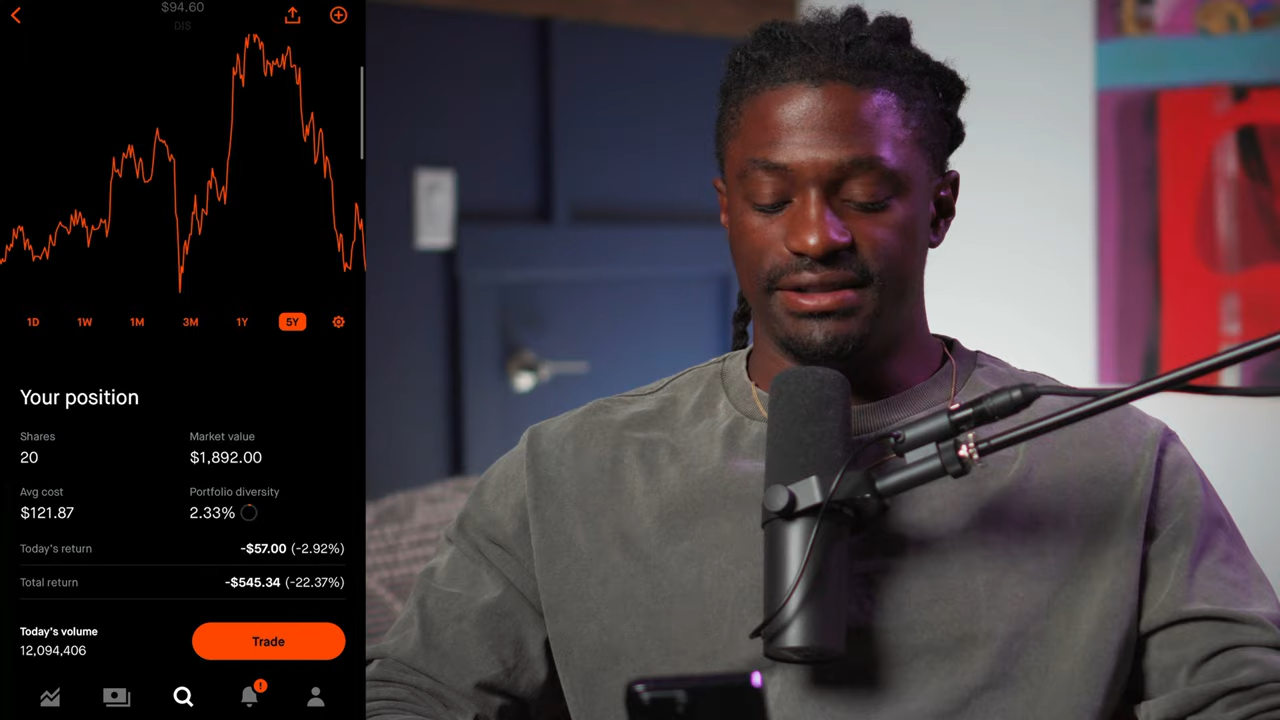 $94.60
DIS
1D 1W 1M 3M 1Y 5Y
Your position
Shares Market value
20 $1,892.00
Avg cost Portfolio diversity
$121.87 2.33%
Today's return -$57.00 (-2.92%)
Total return -$545.34 (-22.37%)
Today's volume
12,094,406
Trade
!